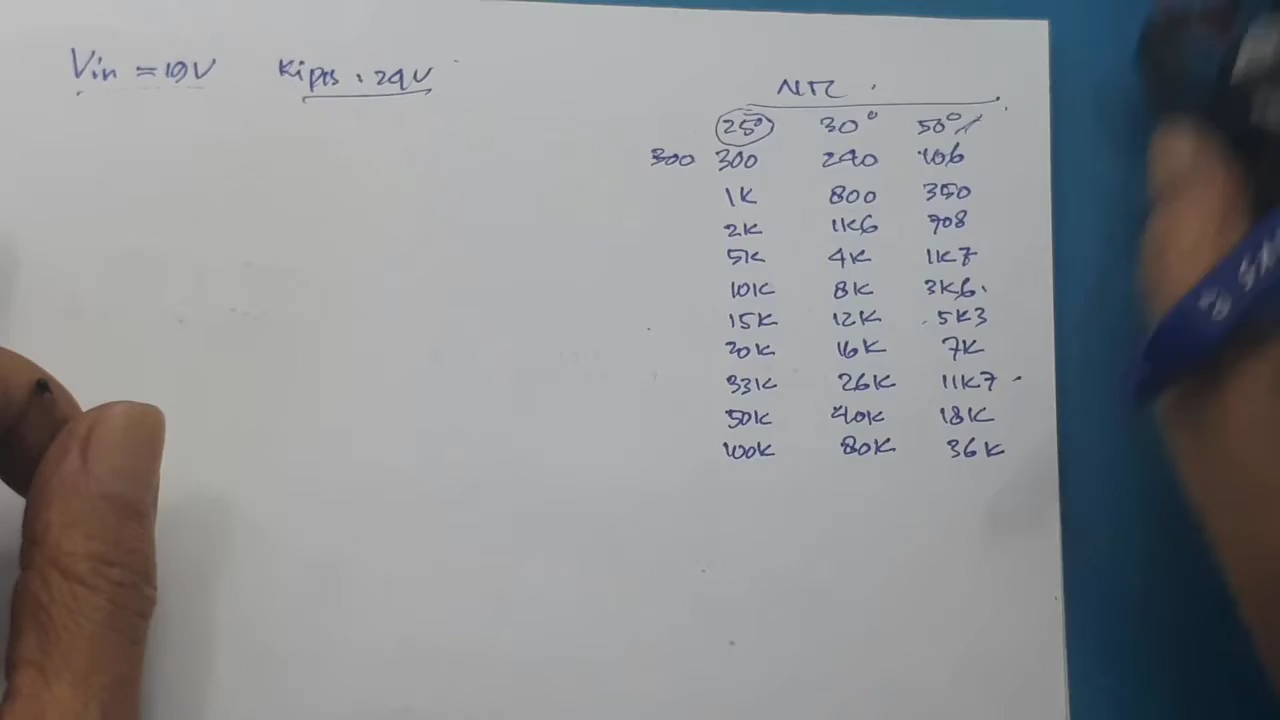 Vin = 19V Kipas : 24V
NTC
25° 30° 50°
300 300 240 106
1K 800 350
2K 1K6 708
5K 4K 1K7
10K 8K 3K6
15K 12K 5K3
20K 16K 7K
33K 26K 11K7
50K 40K 18K
100K 80K 36K